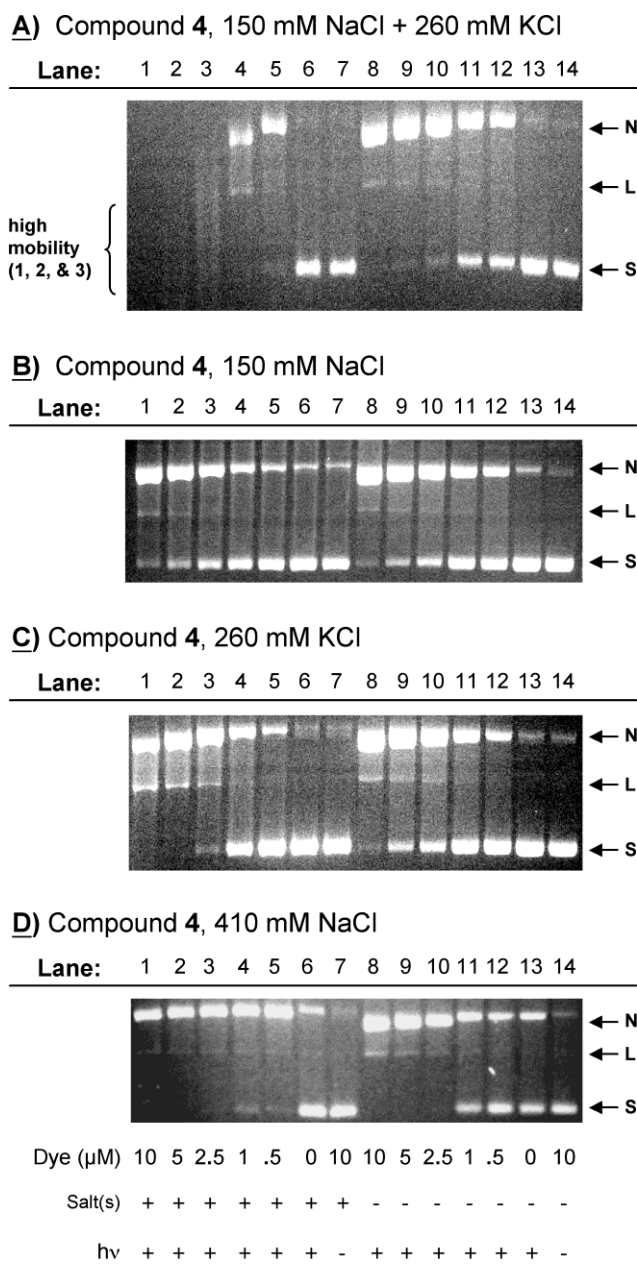 A) Compound 4, 150 mM NaCl + 260 mM KCl
Lane: 1 2 3 4 5 6 7 8 9 10 11 12 13 14
N
L
high
mobility
(1, 2, & 3)
S
B) Compound 4, 150 mM NaCl
Lane: 1 2 3 4 5 6 7 8 9 10 11 12 13 14
N
L
S
C) Compound 4, 260 mM KCl
Lane: 1 2 3 4 5 6 7 8 9 10 11 12 13 14
N
L
S
D) Compound 4, 410 mM NaCl
Lane: 1 2 3 4 5 6 7 8 9 10 11 12 13 14
N
L
S
Dye (µM) 10 5 2.5 1 .5 0 10 10 5 2.5 1 .5 0 10
Salt(s) + + + + + + + - - - - - - -
hν + + + + + + - + + + + + + -